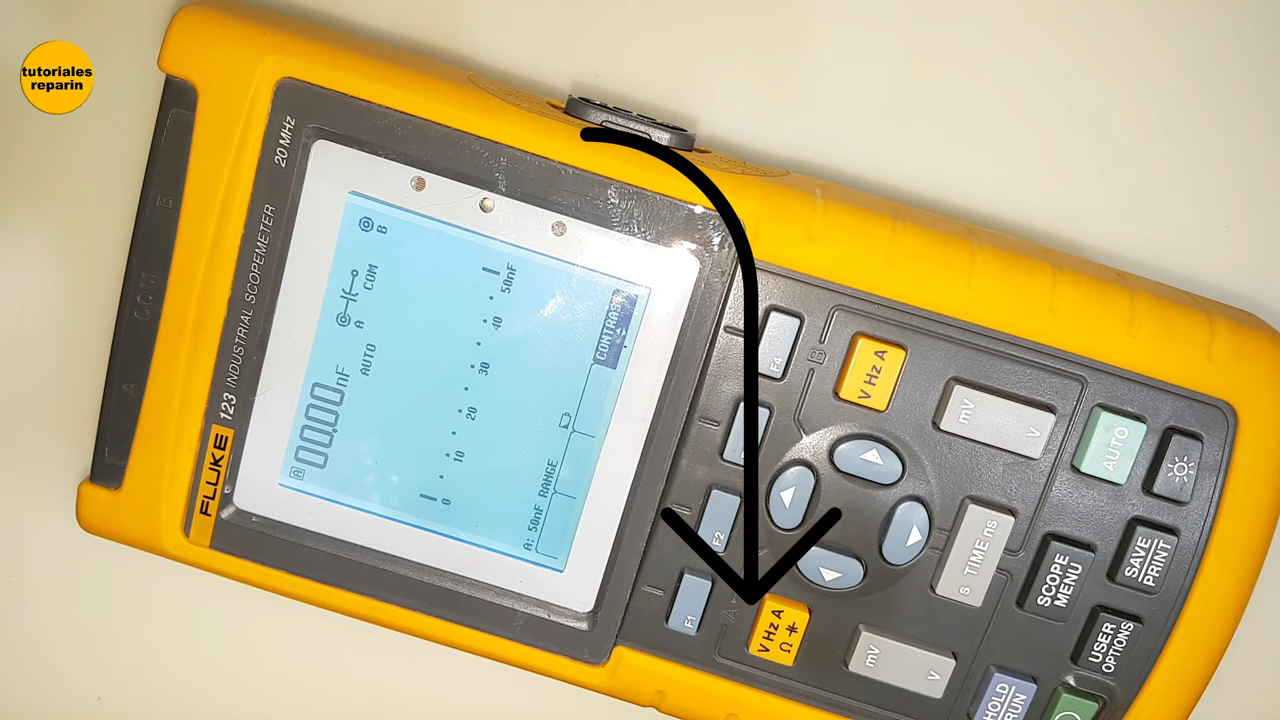 tutoriales
reparin
20 MHz
FLUKE 123 INDUSTRIAL SCOPEMETER
A COM B
B
A COM
AUTO
A 000.00 nF
0 10 20 30 40 50nF
A: 50nF RANGE
CONTRAST
F1
F2
F4
B
V Hz A
mV
V
AUTO
s TIME ns
SCOPE
MENU
SAVE
PRINT
USER
OPTIONS
A
V Hz A
Ω
mV
V
HOLD
RUN